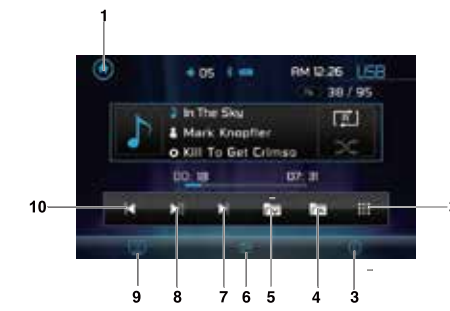 1
05
AM 12:26 USB
38 / 95
In The Sky
Mark Knopfler
Kill To Get Crimso
00: 18 07: 31
10
9 8 7 6 5 4 3